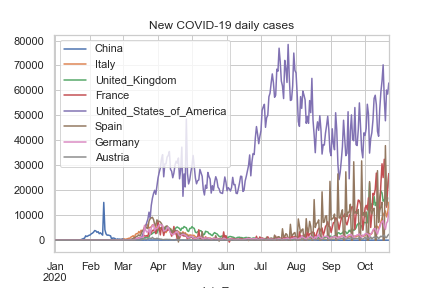 New COVID-19 daily cases
80000
70000
60000
50000
40000
30000
20000
10000
0
China
Italy
United_Kingdom
France
United_States_of_America
Spain
Germany
Austria
Jan Feb Mar Apr May Jun Jul Aug Sep Oct
2020